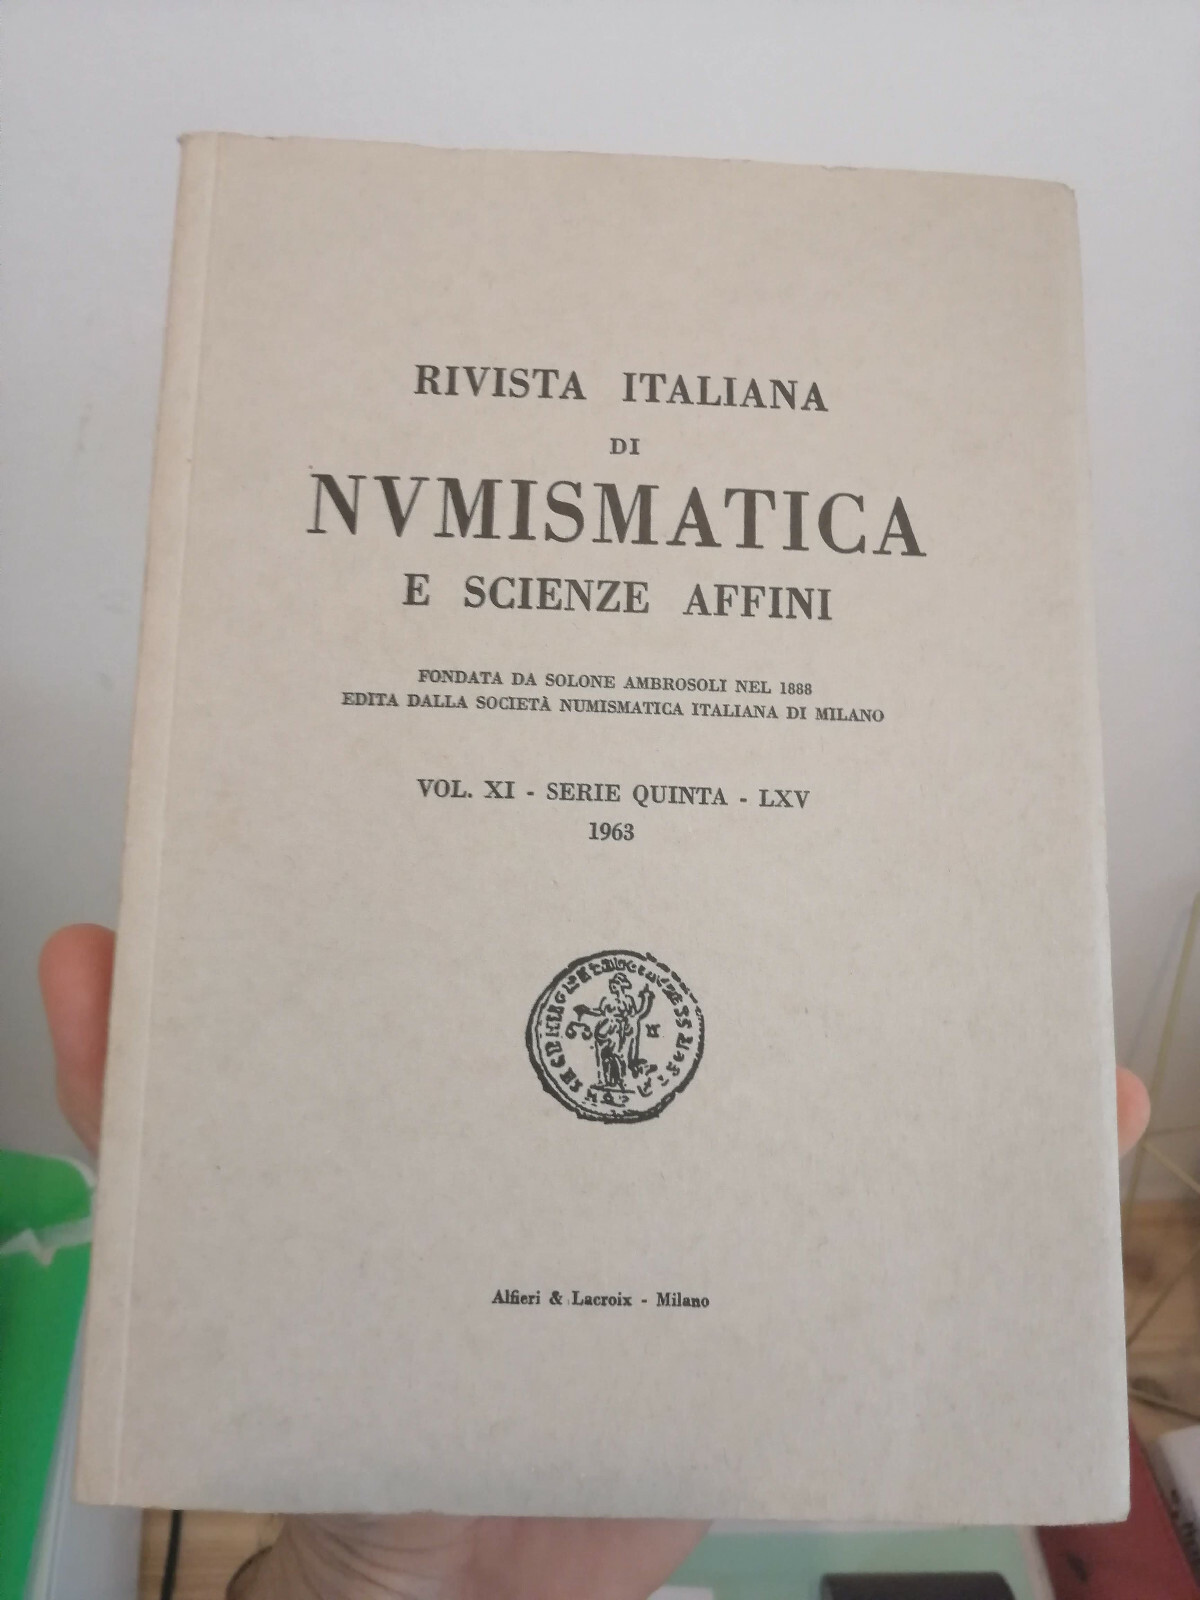 RIVISTA ITALIANA
DI
NVMISMATICA
E SCIENZE AFFINI
FONDATA DA SOLONE AMBROSOLI NEL 1888
EDITA DALLA SOCIETÀ NUMISMATICA ITALIANA DI MILANO
VOL. XI - SERIE QUINTA - LXV
1963
Alfieri & Lacroix - Milano